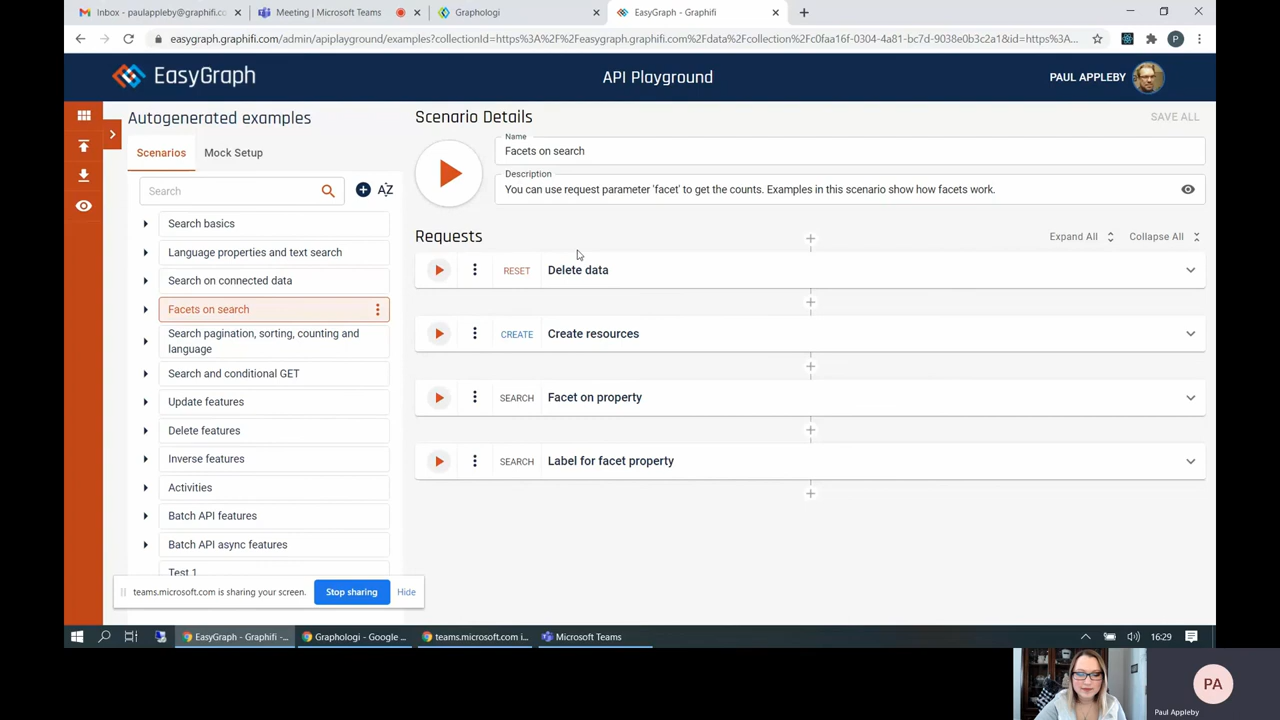 Inbox - paulappleby@graphifi.co
Meeting | Microsoft Teams
Graphologi
EasyGraph - Graphifi
easygraph.graphifi.com/admin/apiplayground/examples?collectionId=https%3A%2F%2Feasygraph.graphifi.com%2Fdata%2Fcollection%2Fc0faa16f-0304-4a81-bc7d-9038e0b3c2a1&id=https%3A...
P
EasyGraph
API Playground
PAUL APPLEBY
Autogenerated examples
Scenarios
Mock Setup
Search
AZ
Search basics
Language properties and text search
Search on connected data
Facets on search
Search pagination, sorting, counting and
language
Search and conditional GET
Update features
Delete features
Inverse features
Activities
Batch API features
Batch API async features
Test 1
Scenario Details
SAVE ALL
Name
Facets on search
Description
You can use request parameter 'facet' to get the counts. Examples in this scenario show how facets work.
Requests
Expand All
Collapse All
RESET
Delete data
CREATE
Create resources
SEARCH
Facet on property
SEARCH
Label for facet property
teams.microsoft.com is sharing your screen.
Stop sharing
Hide
EasyGraph - Graphifi -...
Graphologi - Google ...
teams.microsoft.com i...
Microsoft Teams
16:29
PA
Paul Appleby